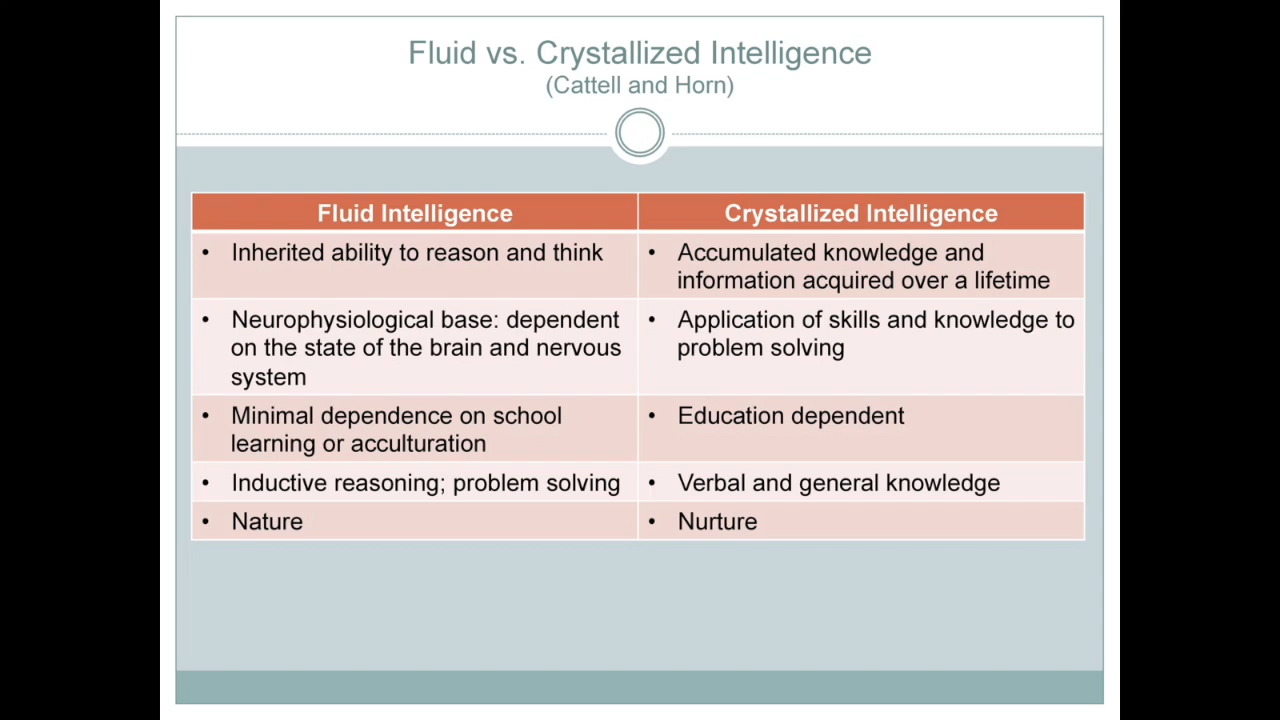 Fluid vs. Crystallized Intelligence
(Cattell and Horn)
Fluid Intelligence
Crystallized Intelligence
• Inherited ability to reason and think
• Accumulated knowledge and
information acquired over a lifetime
• Neurophysiological base: dependent
on the state of the brain and nervous
system
• Application of skills and knowledge to
problem solving
• Minimal dependence on school
learning or acculturation
• Education dependent
• Inductive reasoning; problem solving
• Verbal and general knowledge
• Nature
• Nurture